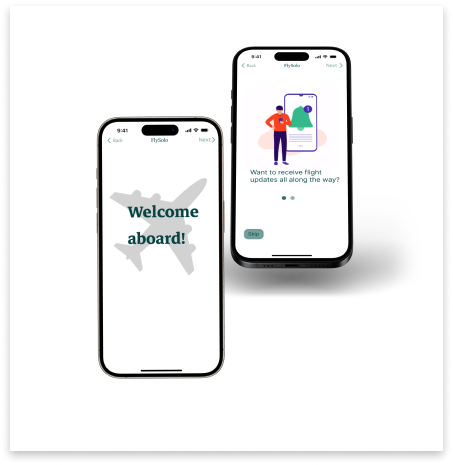 9:41
Back
FlySolo
Next
1
Want to receive flight
updates all along the way?
Skip
9:41
Back
FlySolo
Next
Welcome
aboard!